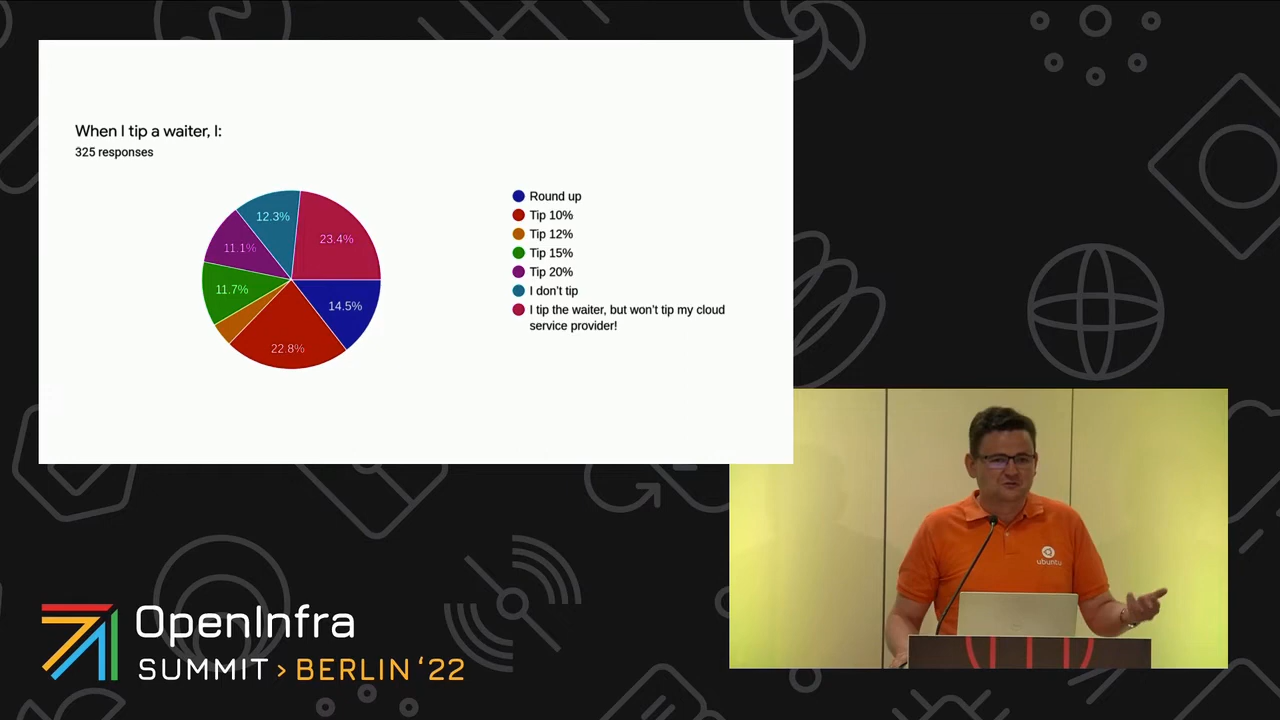 When I tip a waiter, I:
325 responses
12.3%
23.4%
11.1%
11.7%
14.5%
22.8%
Round up
Tip 10%
Tip 12%
Tip 15%
Tip 20%
I don't tip
I tip the waiter, but won't tip my cloud
service provider!
ubuntu
OpenInfra
SUMMIT > BERLIN ‘22